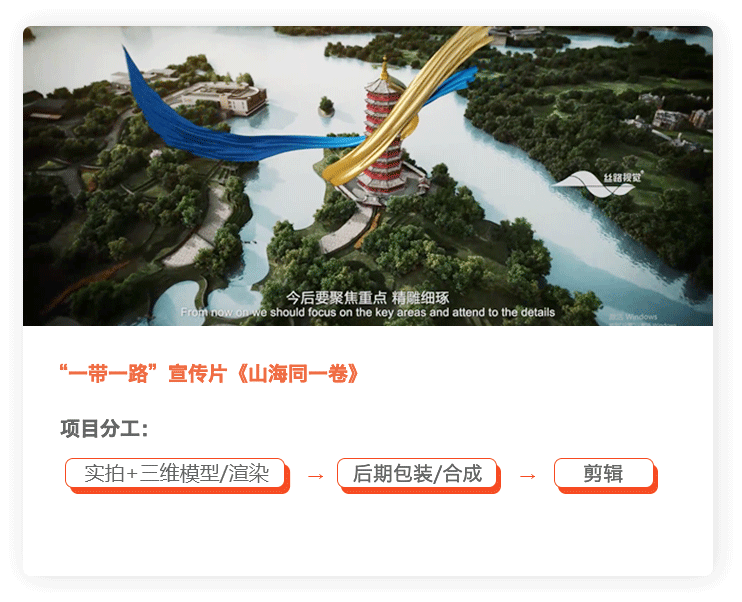 丝路视觉®
今后要聚焦重点 精雕细琢
From now on we should focus on the key areas and attend to the details
激活 Windows
“一带一路”宣传片《山海同一卷》
项目分工：
实拍+三维模型/渲染 → 后期包装/合成 → 剪辑